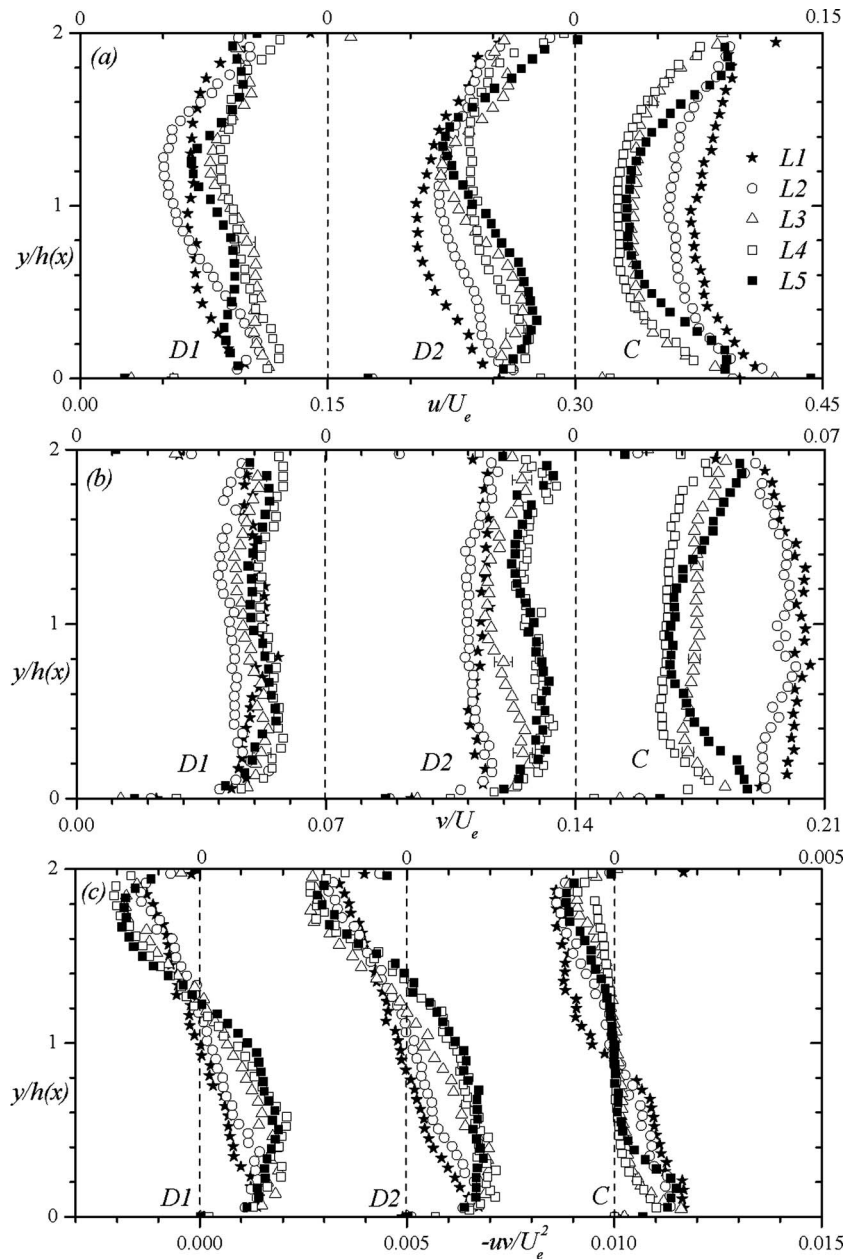 0 0 0 0.15
2
(a)
★ L1
○ L2
△ L3
□ L4
■ L5
1
y/h(x)
D1 D2 C
0
0.00 0.15 0.30 0.45
u/U_e
0 0 0 0.07
2
(b)
1
y/h(x)
D1 D2 C
0
0.00 0.07 0.14 0.21
v/U_e
0 0 0 0.005
2
(c)
1
y/h(x)
D1 D2 C
0
0.000 0.005 0.010 0.015
-uv/U_e^2